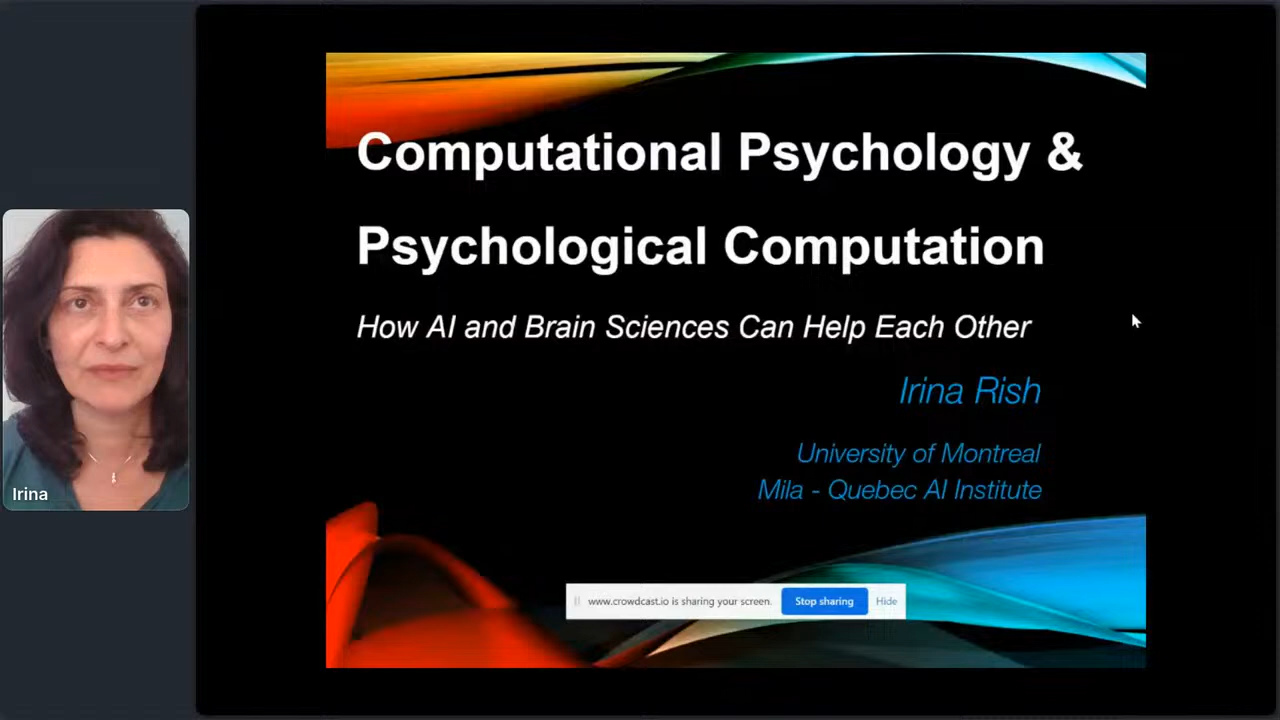 Computational Psychology &
Psychological Computation
How AI and Brain Sciences Can Help Each Other
Irina Rish
University of Montreal
Mila - Quebec AI Institute
Irina
www.crowdcast.io is sharing your screen. Stop sharing Hide